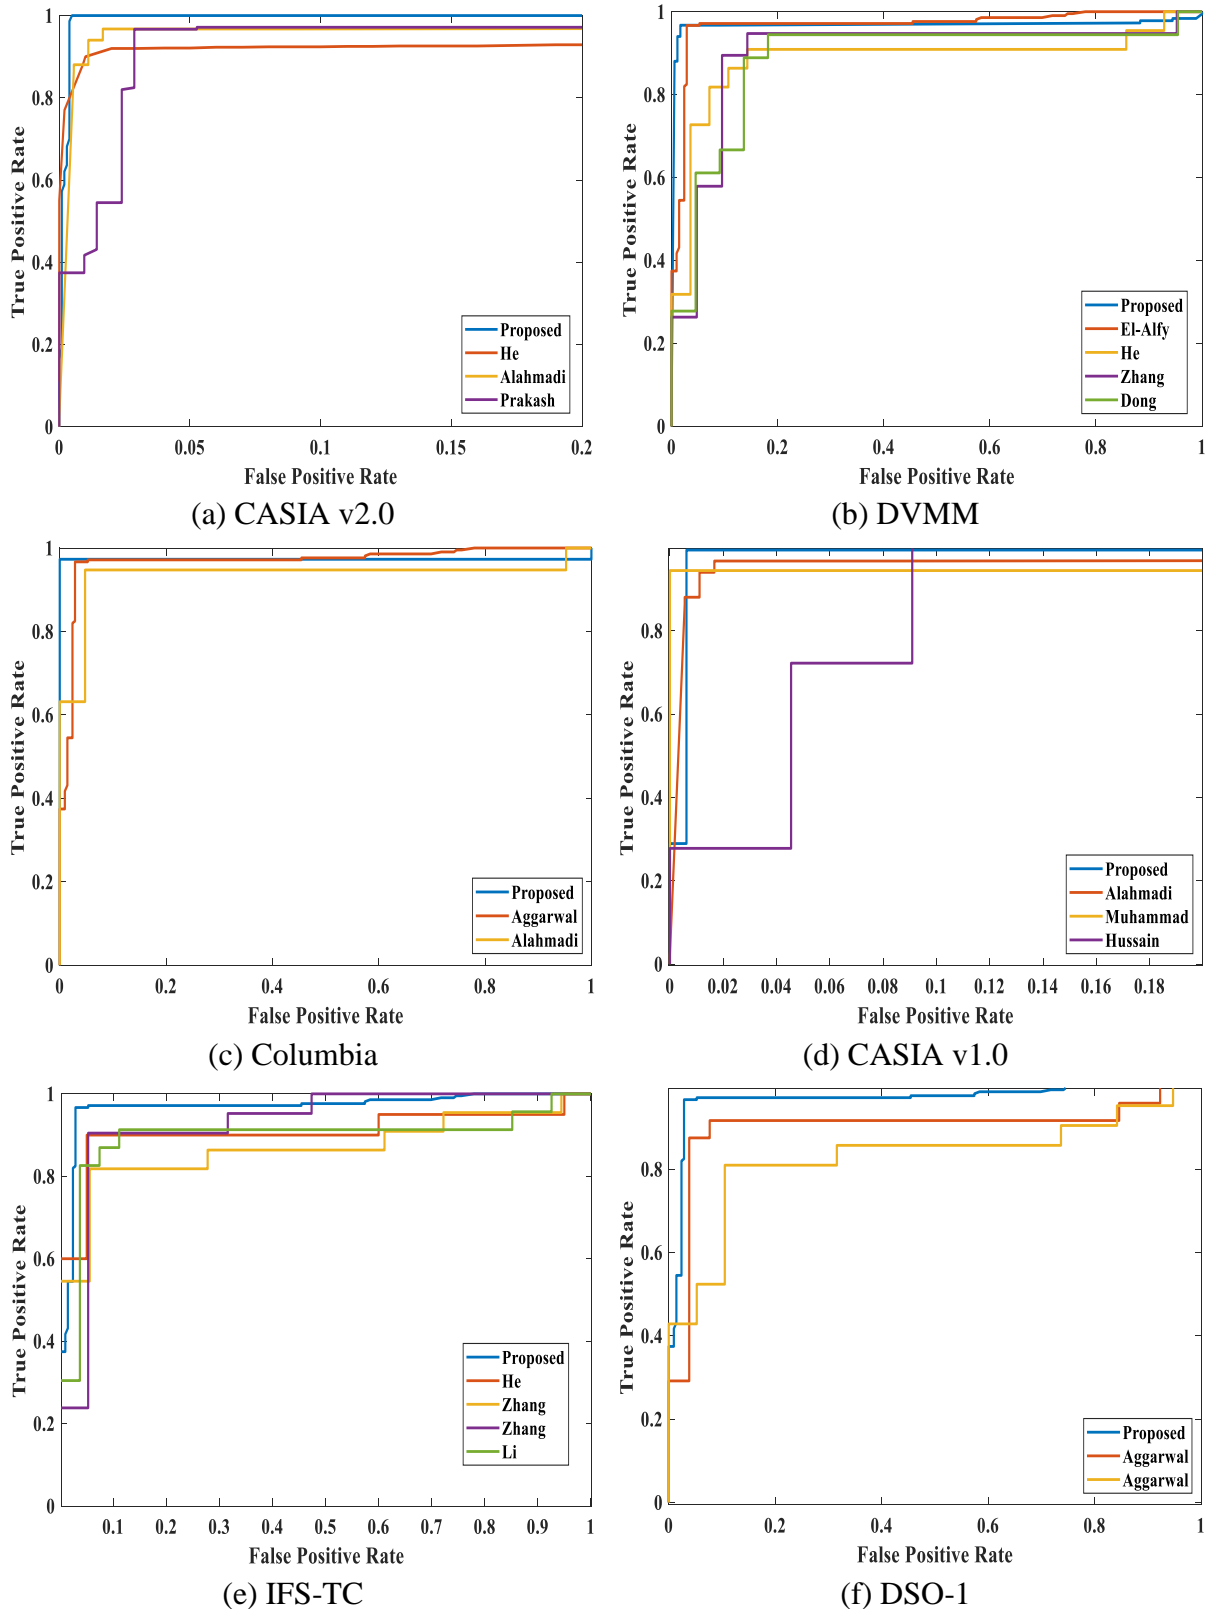 1
0.8
0.6
0.4
0.2
0
True Positive Rate
0
0.05
0.1
0.15
0.2
False Positive Rate
Proposed
He
Alahmadi
Prakash
(a) CASIA v2.0
1
0.8
0.6
0.4
0.2
0
True Positive Rate
0
0.2
0.4
0.6
0.8
1
False Positive Rate
Proposed
El-Alfy
He
Zhang
Dong
(b) DVMM
1
0.8
0.6
0.4
0.2
0
True Positive Rate
0
0.2
0.4
0.6
0.8
1
False Positive Rate
Proposed
Aggarwal
Alahmadi
(c) Columbia
0.8
0.6
0.4
0.2
0
True Positive Rate
0
0.02
0.04
0.06
0.08
0.1
0.12
0.14
0.16
0.18
False Positive Rate
Proposed
Alahmadi
Muhammad
Hussain
(d) CASIA v1.0
1
0.8
0.6
0.4
0.2
0
True Positive Rate
0.1
0.2
0.3
0.4
0.5
0.6
0.7
0.8
0.9
1
False Positive Rate
Proposed
He
Zhang
Zhang
Li
(e) IFS-TC
0.8
0.6
0.4
0.2
0
True Positive Rate
0
0.2
0.4
0.6
0.8
1
False Positive Rate
Proposed
Aggarwal
Aggarwal
(f) DSO-1